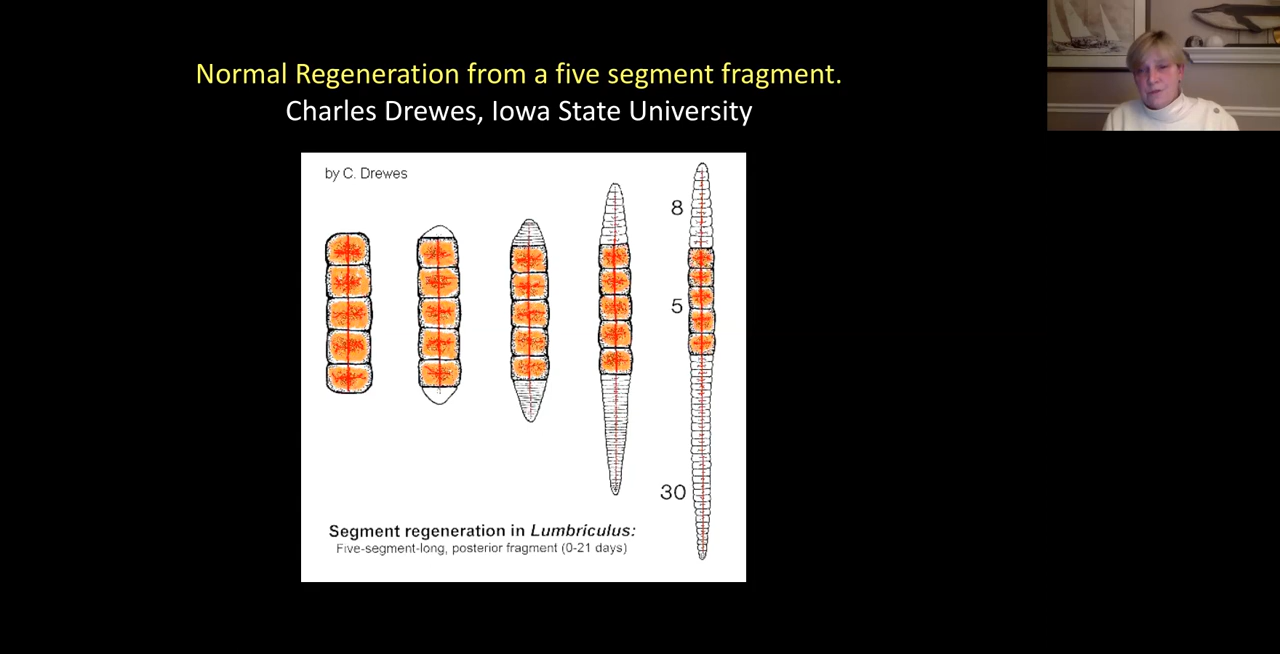 Normal Regeneration from a five segment fragment.
Charles Drewes, Iowa State University
by C. Drewes
8
5
30
Segment regeneration in Lumbriculus:
Five-segment-long, posterior fragment (0-21 days)